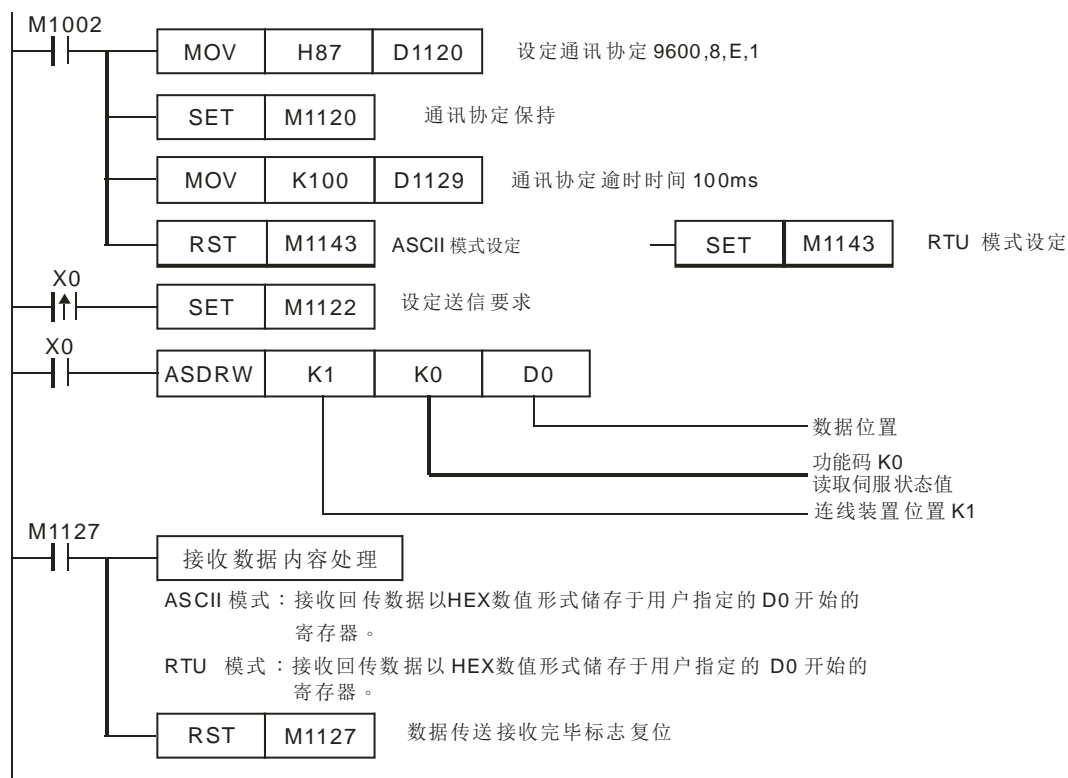 M1002
MOV H87 D1120 设定通讯协定 9600,8,E,1
SET M1120 通讯协定保持
MOV K100 D1129 通讯协定逾时时间 100ms
RST M1143 ASCII 模式设定 SET M1143 RTU 模式设定
X0
SET M1122 设定送信要求
X0
ASDRW K1 K0 D0
数据位置
功能码 K0
读取伺服状态值
连线装置位置 K1
M1127
接收数据内容处理
ASCII 模式：接收回传数据以HEX数值形式储存于用户指定的 D0 开始的
寄存器。
RTU 模式：接收回传数据以 HEX数值形式储存于用户指定的 D0 开始的
寄存器。
RST M1127 数据传送接收完毕标志复位